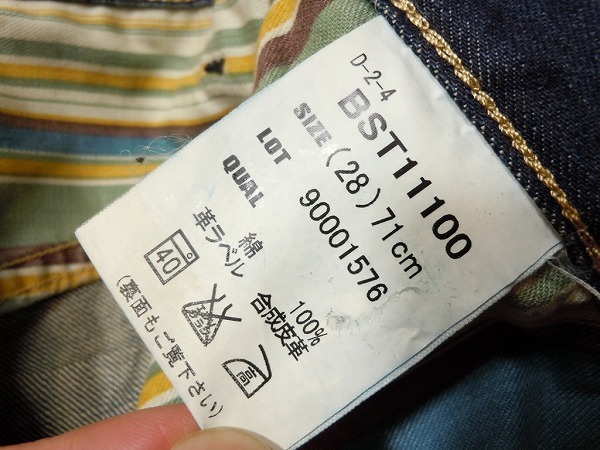 D-2-4
BST11100
SIZE (28) 71cm
LOT 90001576
QUAL
綿 100%
革ラベル 合成皮革
40
高
(裏面もご覧下さい)